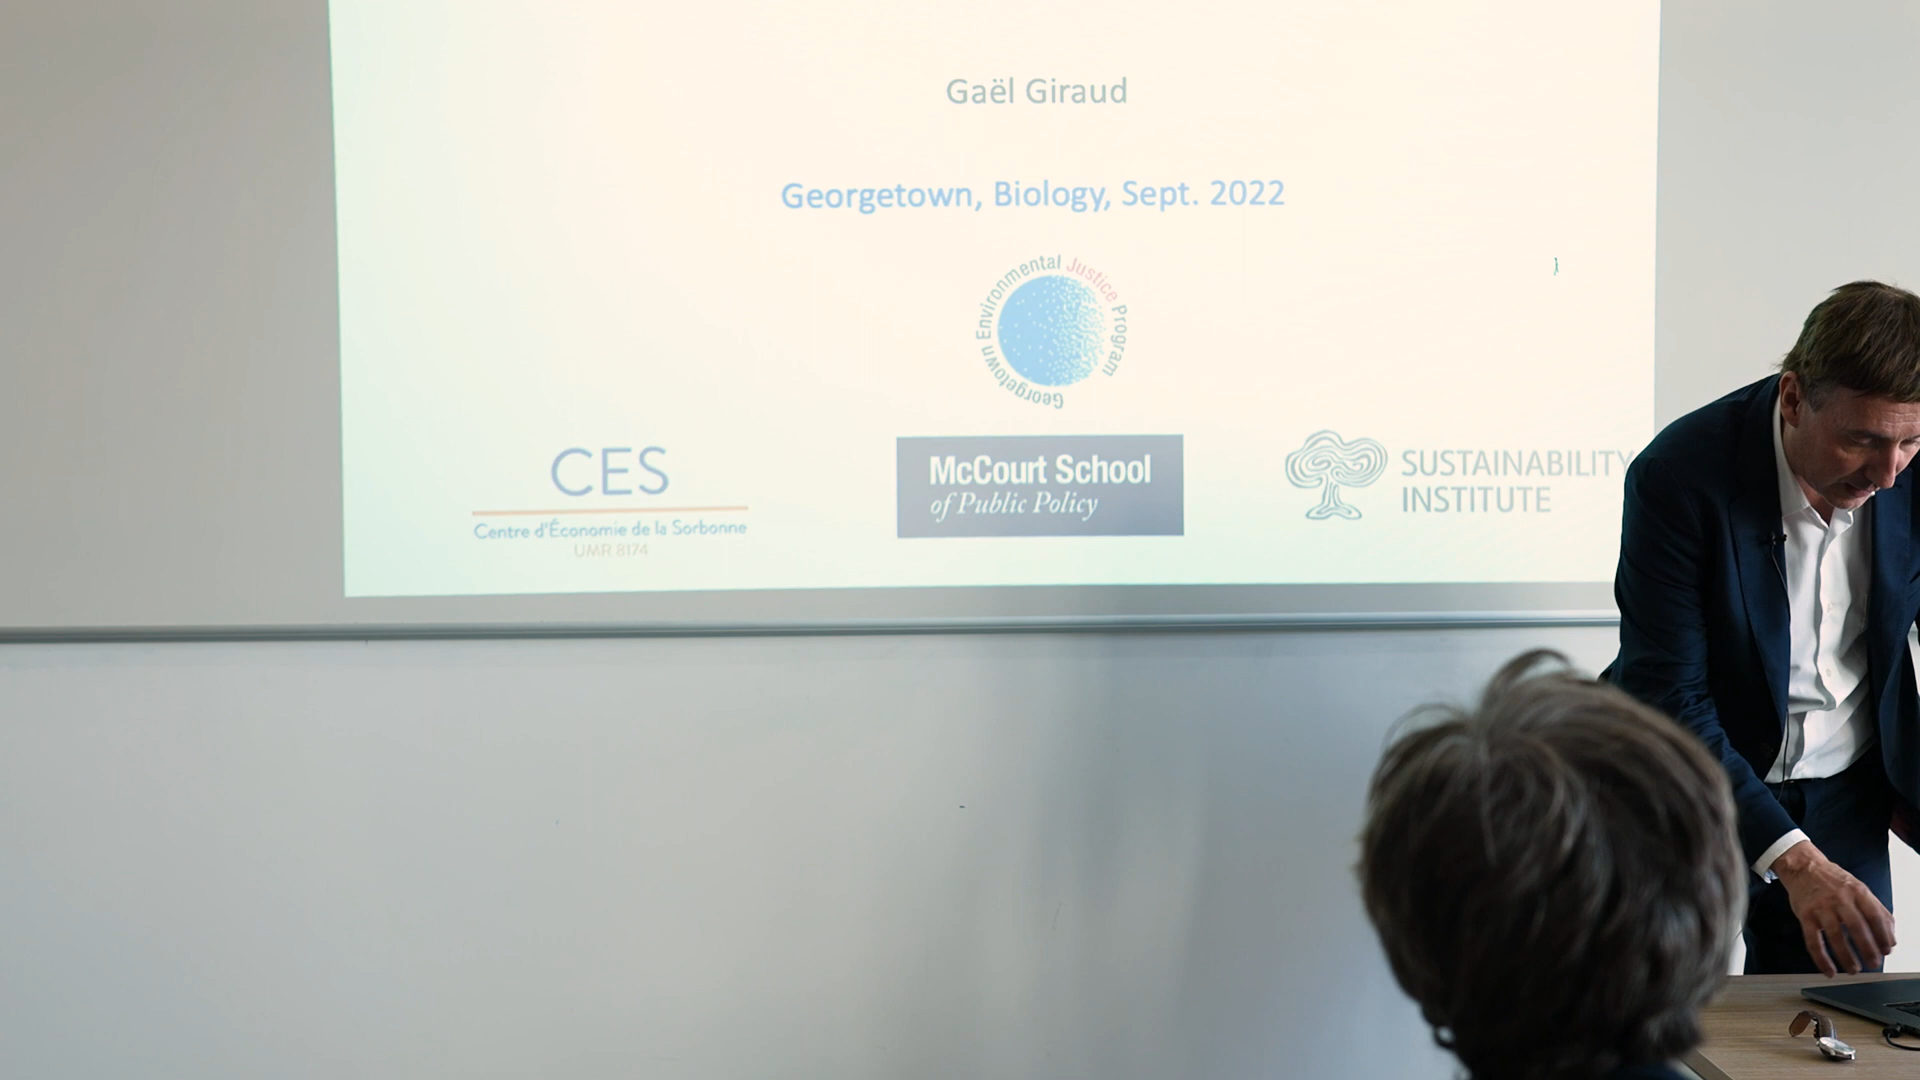 Gaël Giraud
Georgetown, Biology, Sept. 2022
Georgetown Environmental Justice Program
CES
Centre d'Économie de la Sorbonne
UMR 8174
McCourt School
of Public Policy
SUSTAINABILITY
INSTITUTE